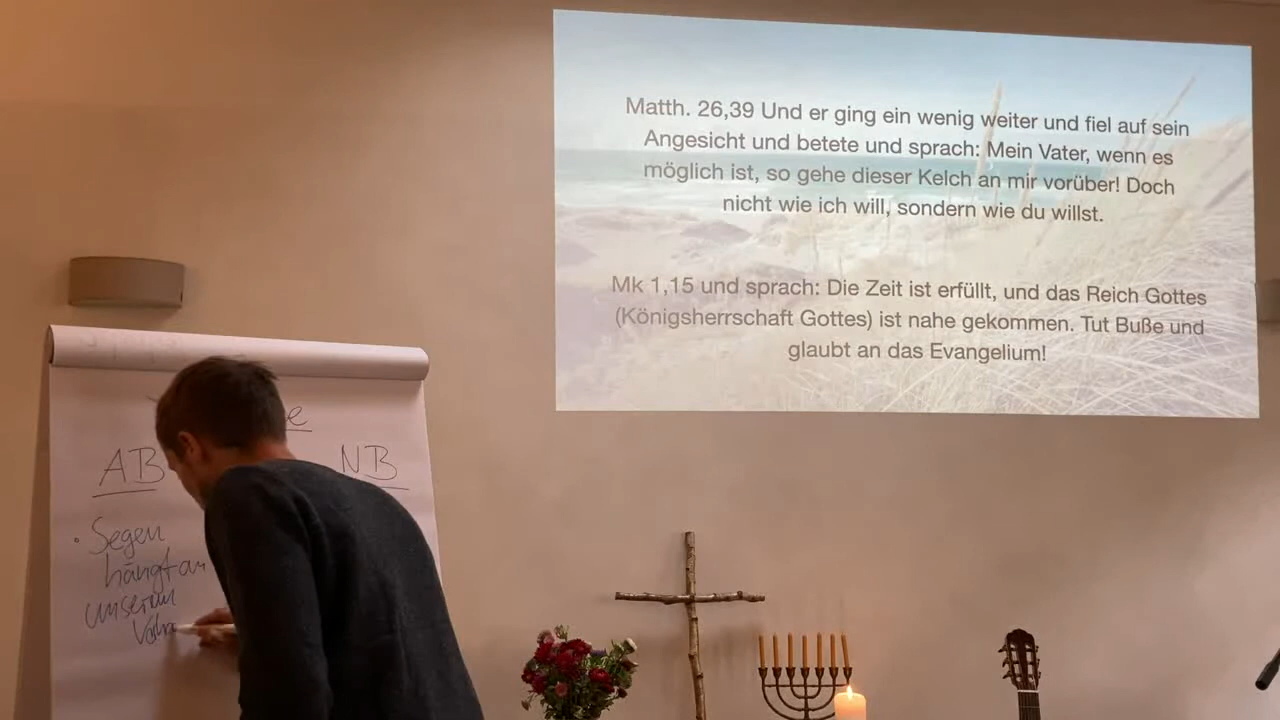 Matth. 26,39 Und er ging ein wenig weiter und fiel auf sein
Angesicht und betete und sprach: Mein Vater, wenn es
möglich ist, so gehe dieser Kelch an mir vorüber! Doch
nicht wie ich will, sondern wie du willst.
Mk 1,15 und sprach: Die Zeit ist erfüllt, und das Reich Gottes
(Königsherrschaft Gottes) ist nahe gekommen. Tut Buße und
glaubt an das Evangelium!
AB NB
• Segen
hängt an
unserem